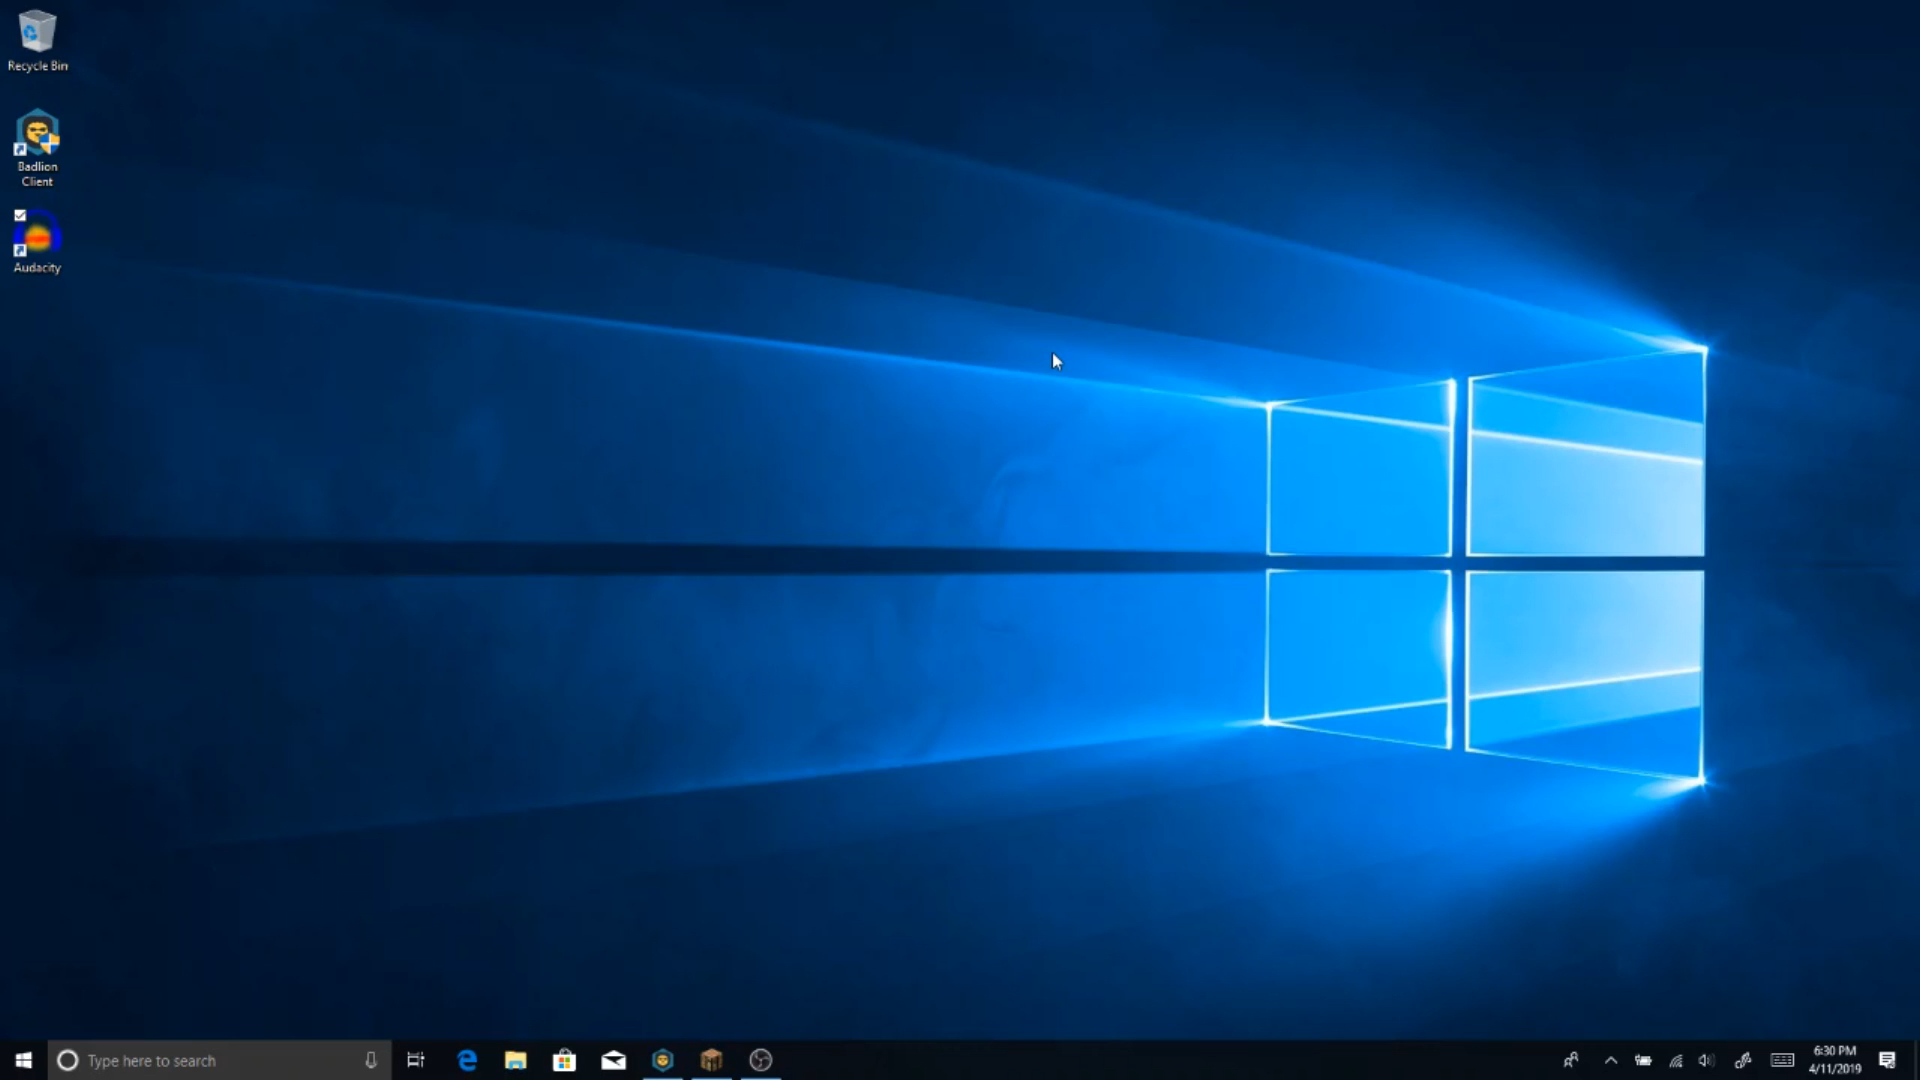 Recycle Bin
Badlion
Client
Audacity
Type here to search
6:30 PM
4/11/2019